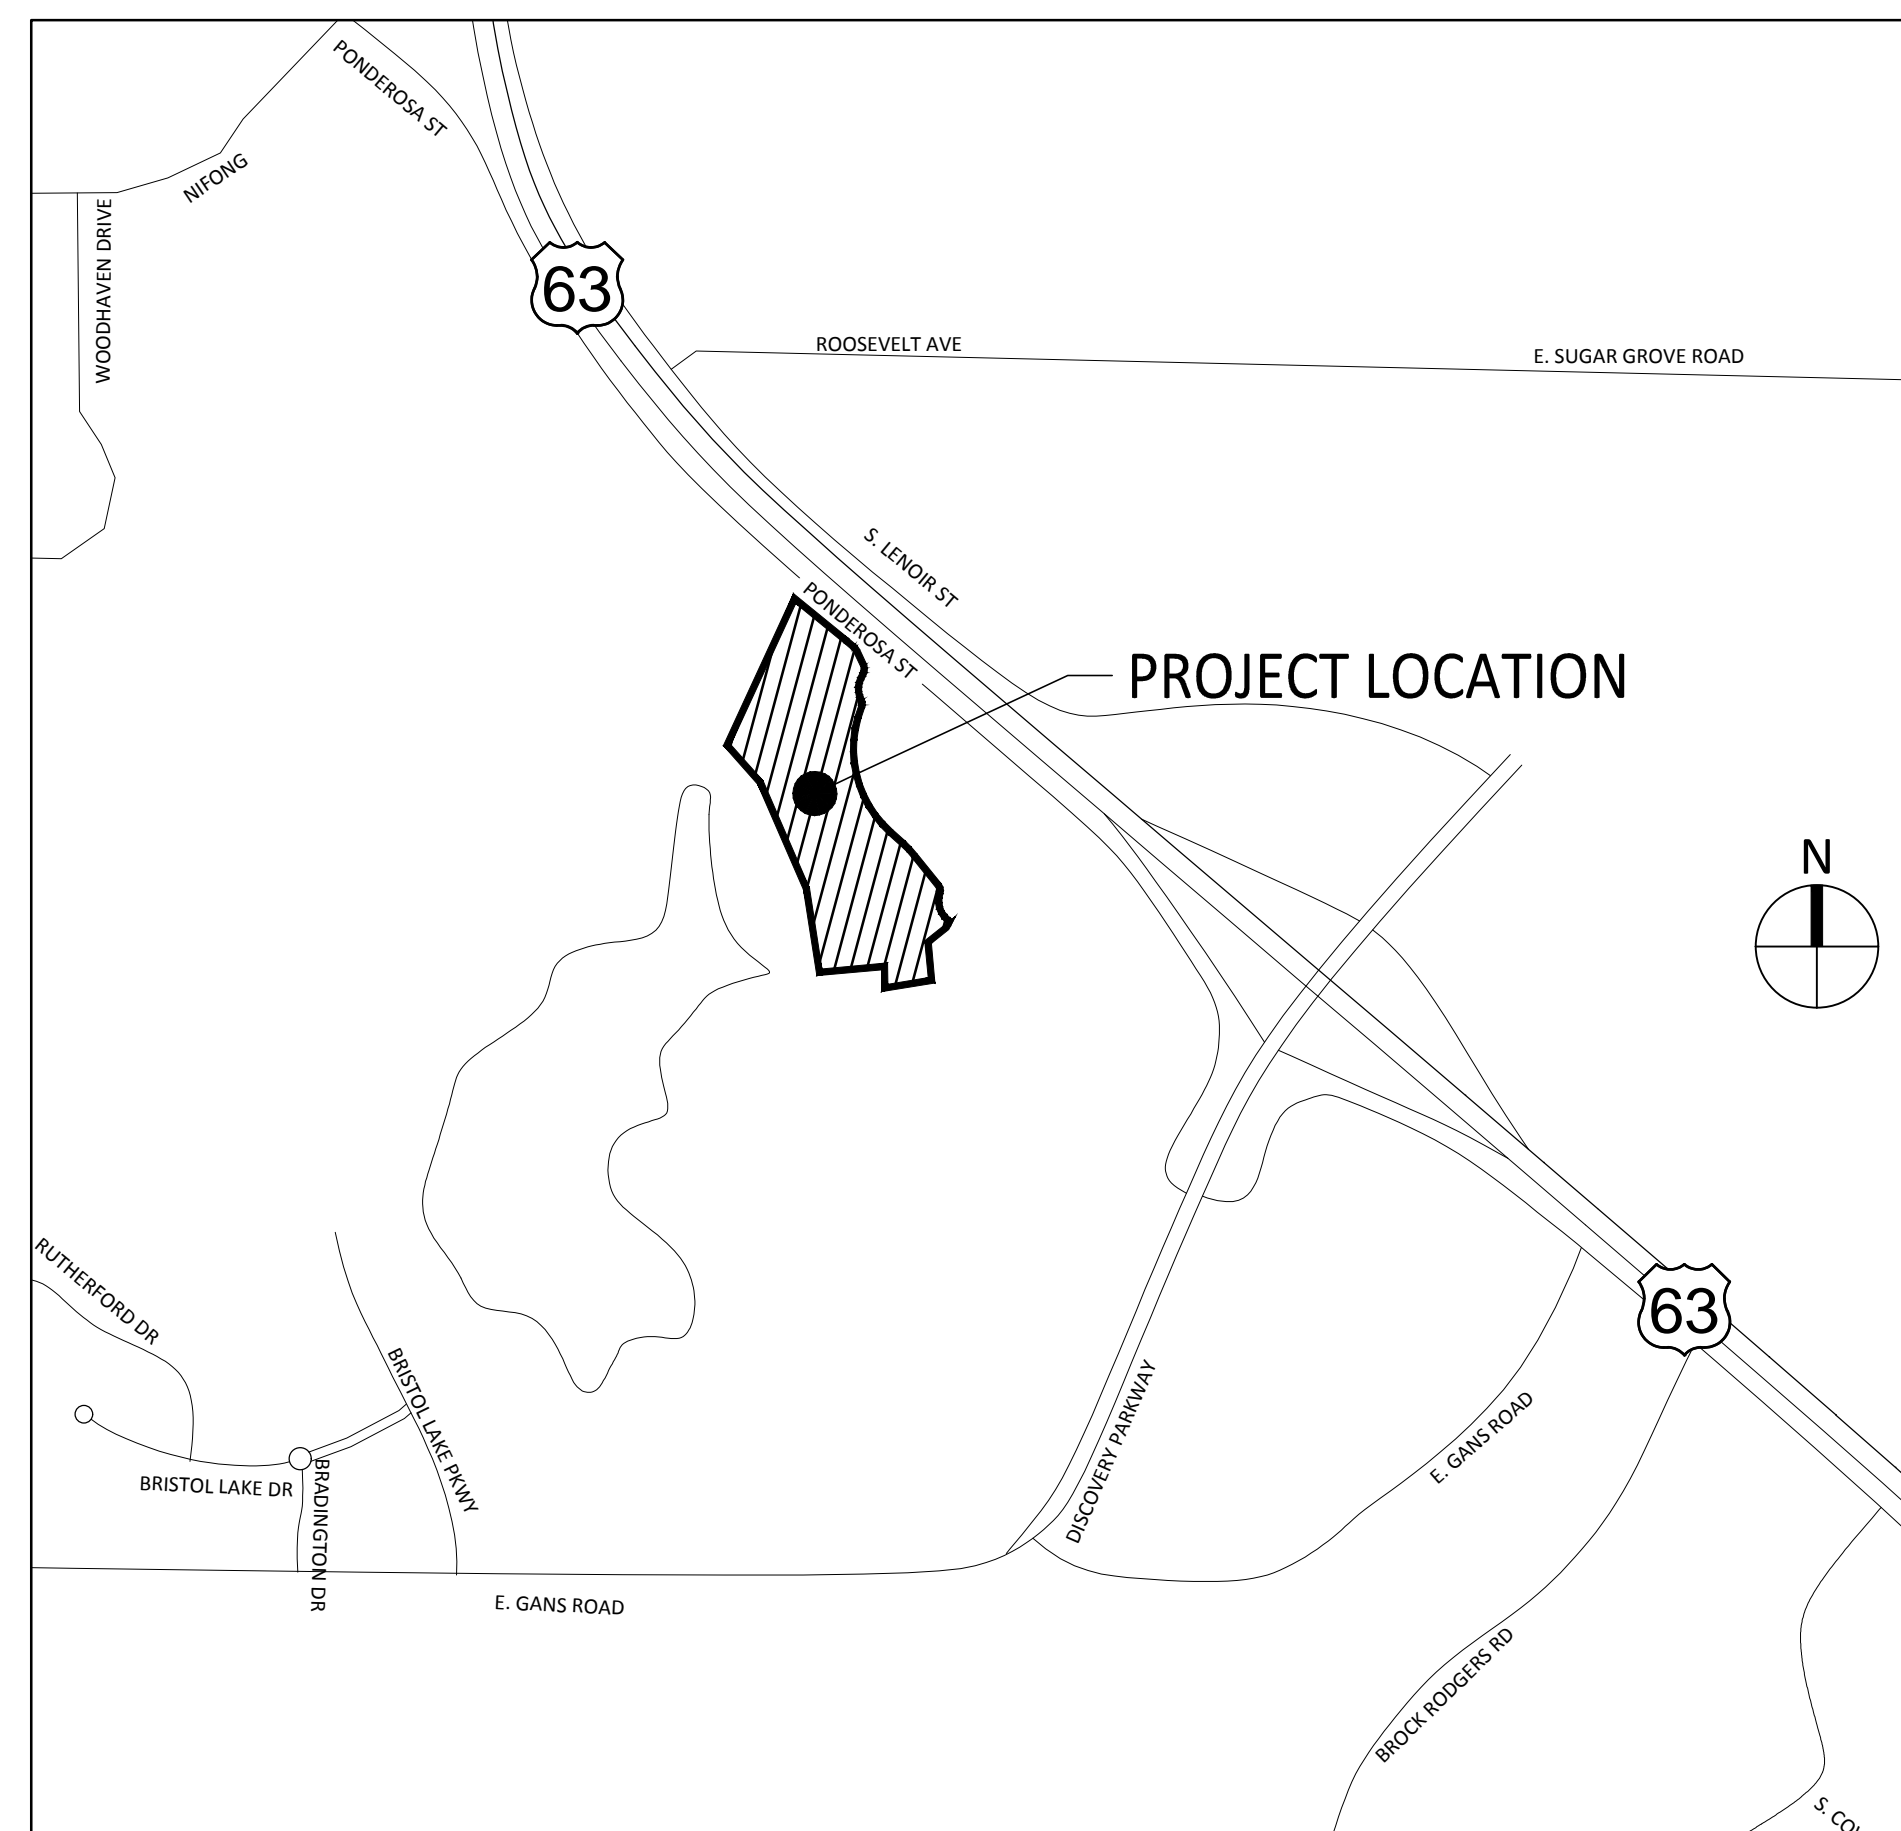 PONDEROSA ST
NIFONG
WOODHAVEN DRIVE
63
ROOSEVELT AVE
E. SUGAR GROVE ROAD
S. LENOIR ST
PONDEROSA ST
PROJECT LOCATION
N
RUTHERFORD DR
63
BRISTOL LAKE PKWY
DISCOVERY PARKWAY
E. GANS ROAD
BRISTOL LAKE DR
BRADINGTON DR
E. GANS ROAD
BROCK RODGERS RD
S.